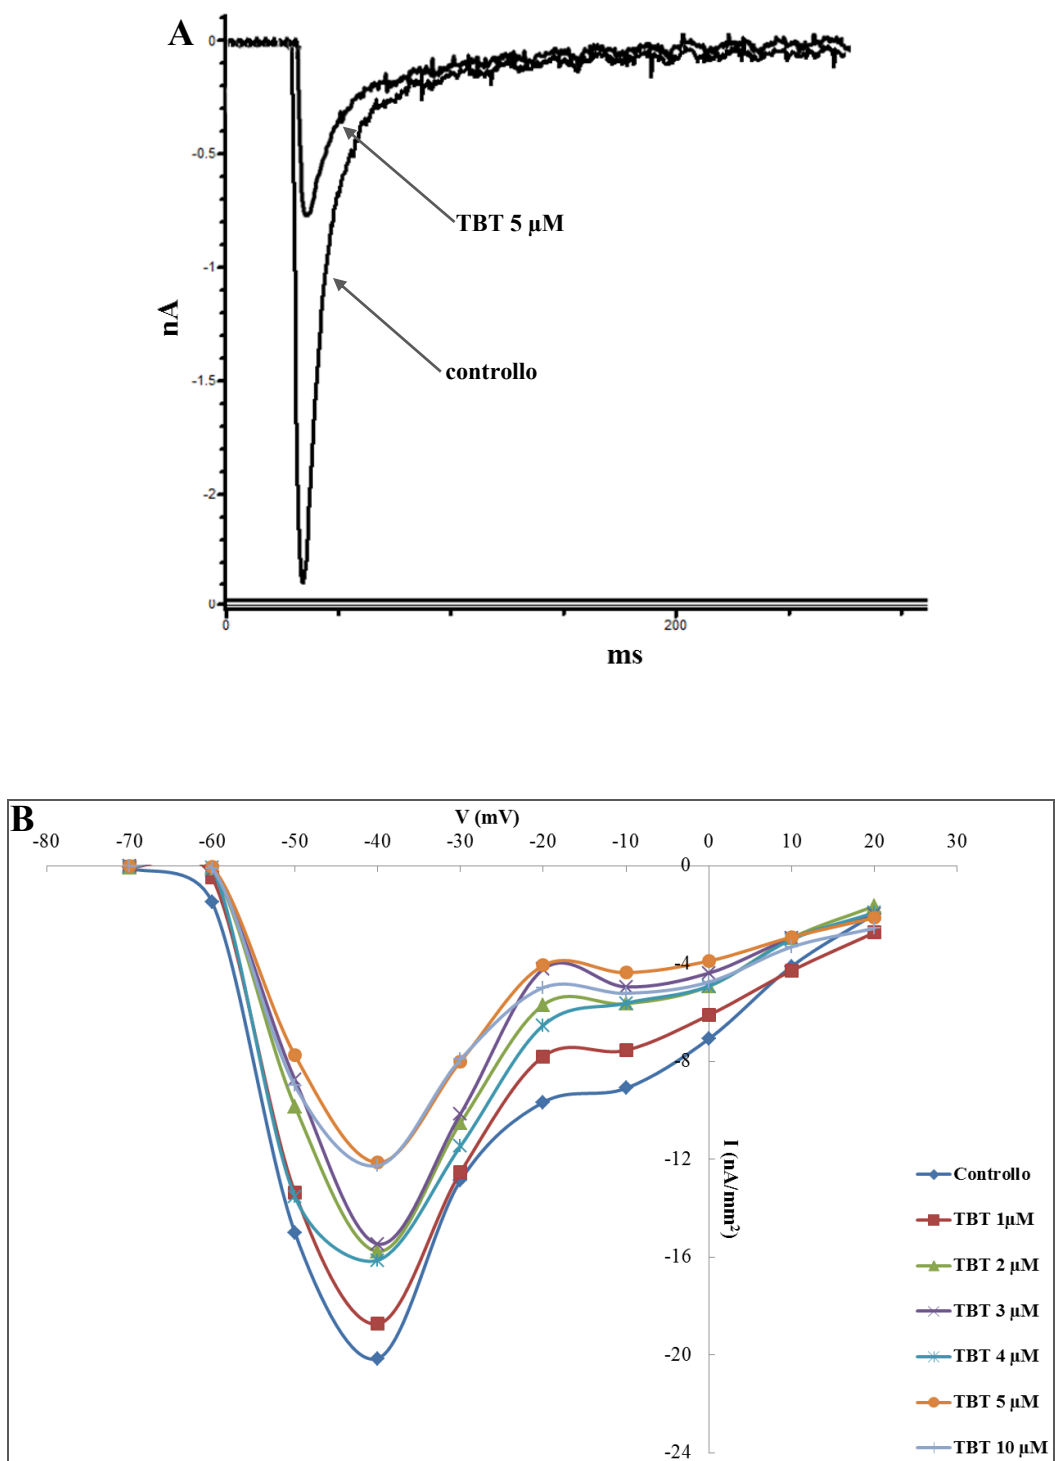 A
0
-0.5
-1
-1.5
-2
0
nA
TBT 5 μM
controllo
0
200
ms
B
V (mV)
-80 -70 -60 -50 -40 -30 -20 -10 0 10 20 30
0
-4
-8
-12
-16
-20
-24
I (nA/mm²)
Controllo
TBT 1μM
TBT 2 μM
TBT 3 μM
TBT 4 μM
TBT 5 μM
TBT 10 μM